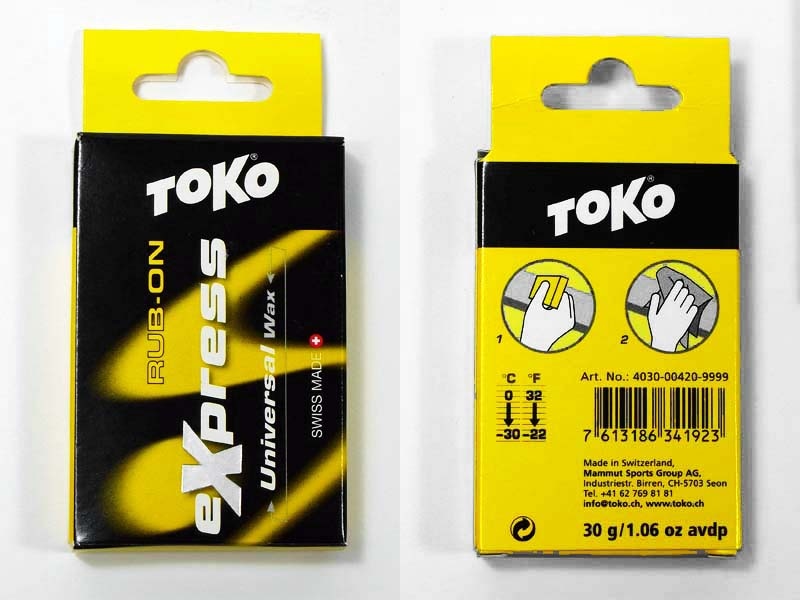 TOKO®
RUB-ON
eXpress
Universal Wax
SWISS MADE
TOKO®
1
2
°C °F
0 32
-30 -22
Art. No.: 4030-00420-9999
7 613186 341923
Made in Switzerland,
Mammut Sports Group AG,
Industriestr. Birren, CH-5703 Seon
Tel. +41 62 769 81 81
info@toko.ch, www.toko.ch
30 g/1.06 oz avdp